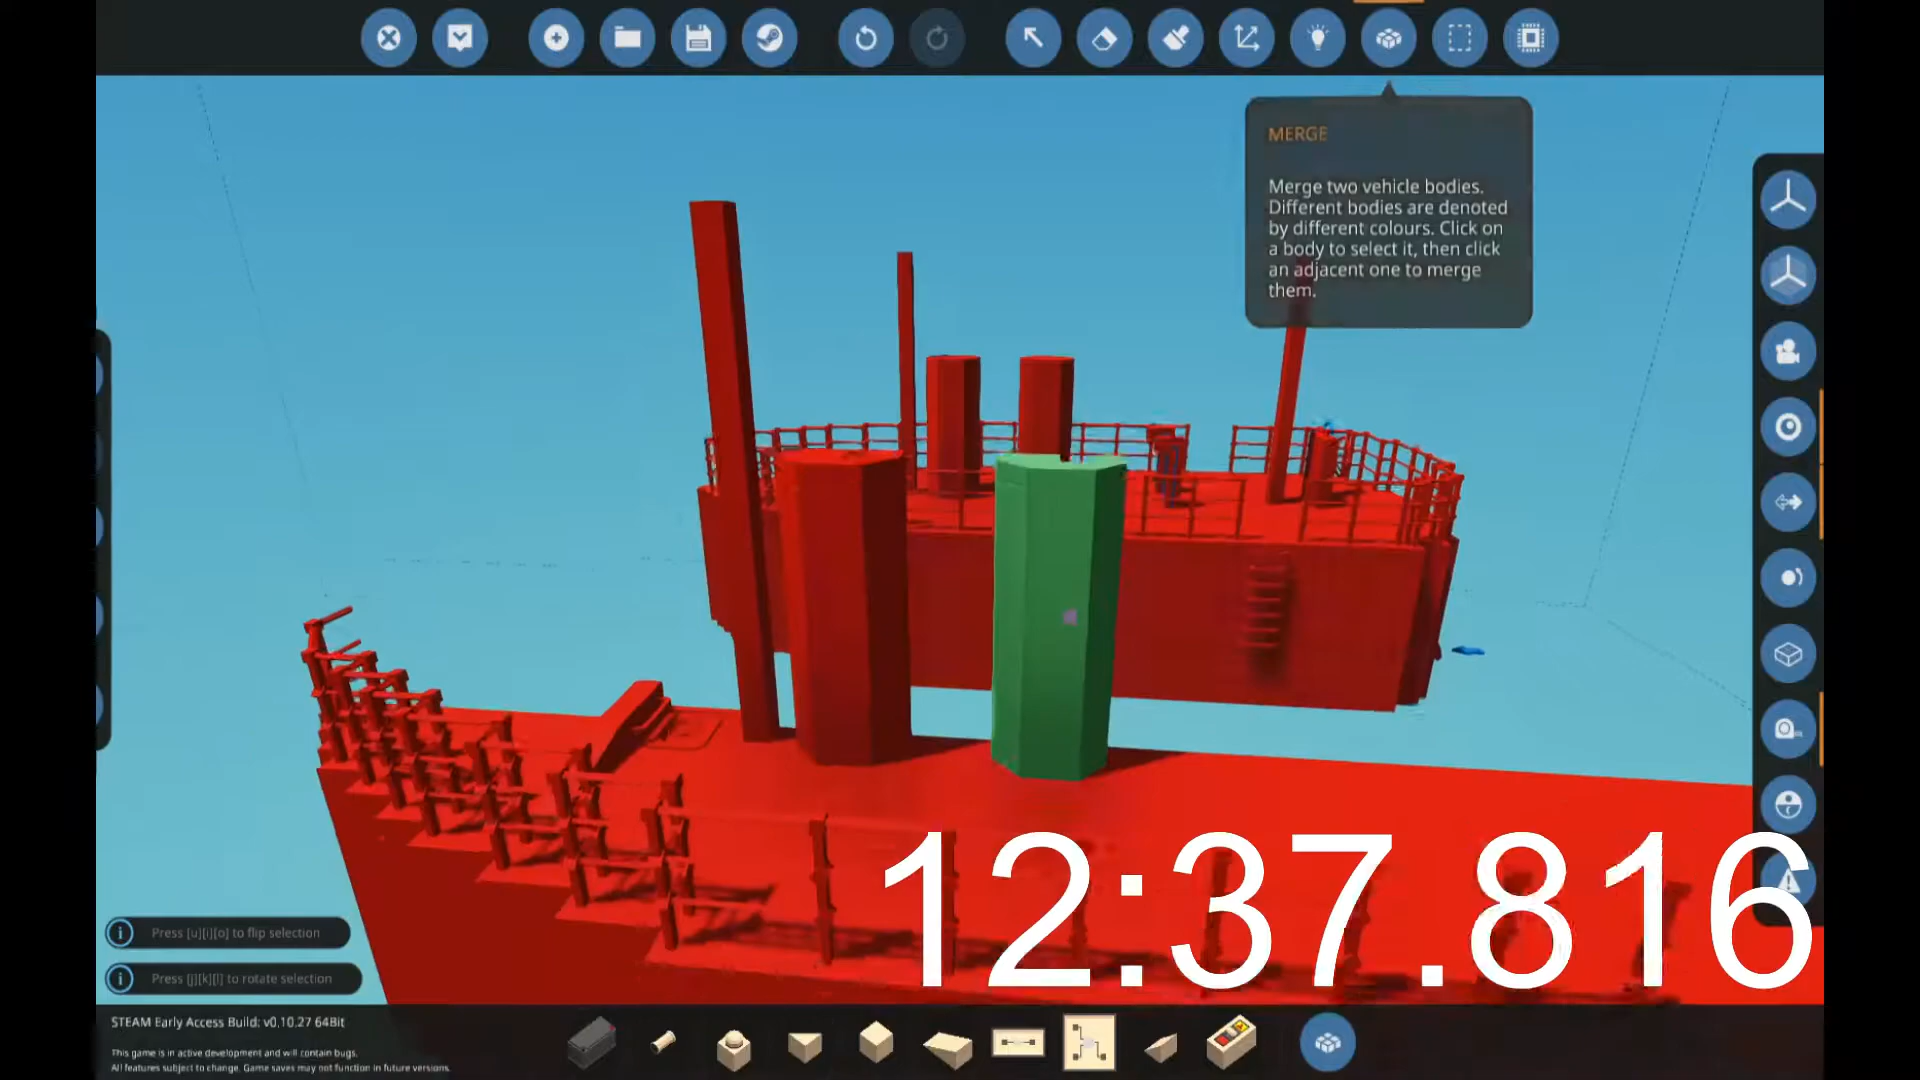 MERGE
Merge two vehicle bodies.
Different bodies are denoted
by different colours. Click on
a body to select it, then click
an adjacent one to merge
them.
12:37.816
Press [u][i][o] to flip selection
Press [j][k][l] to rotate selection
STEAM Early Access Build: v0.10.27 64Bit
This game is in active development and will contain bugs.
All features subject to change. Game saves may not function in future versions.